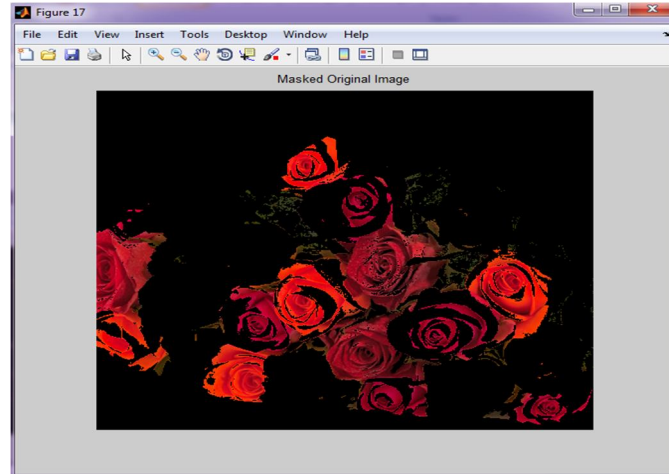 Figure 17
File Edit View Insert Tools Desktop Window Help
Masked Original Image